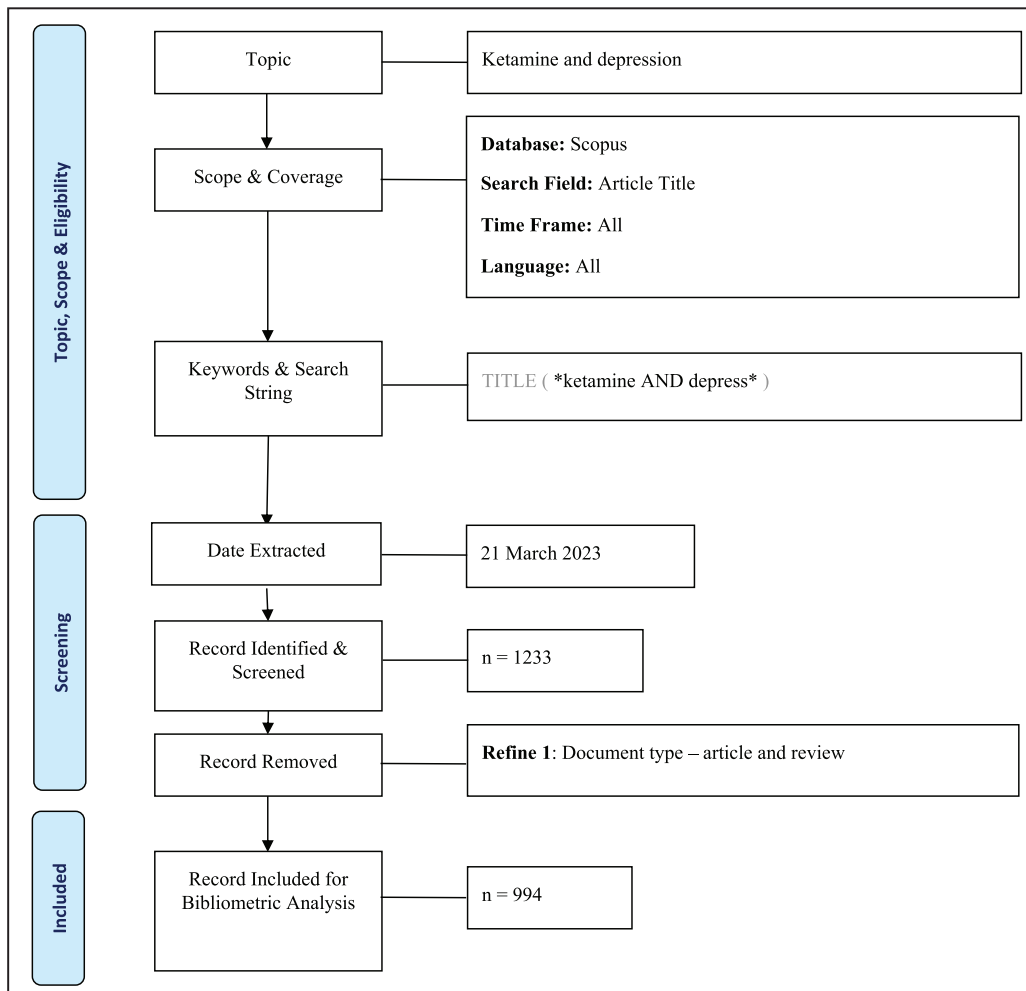 Topic, Scope & Eligibility
Topic
Ketamine and depression
Scope & Coverage
Database: Scopus
Search Field: Article Title
Time Frame: All
Language: All
Keywords & Search
String
TITLE ( *ketamine AND depress* )
Screening
Date Extracted
21 March 2023
Record Identified &
Screened
n = 1233
Record Removed
Refine 1: Document type – article and review
Included
Record Included for
Bibliometric Analysis
n = 994